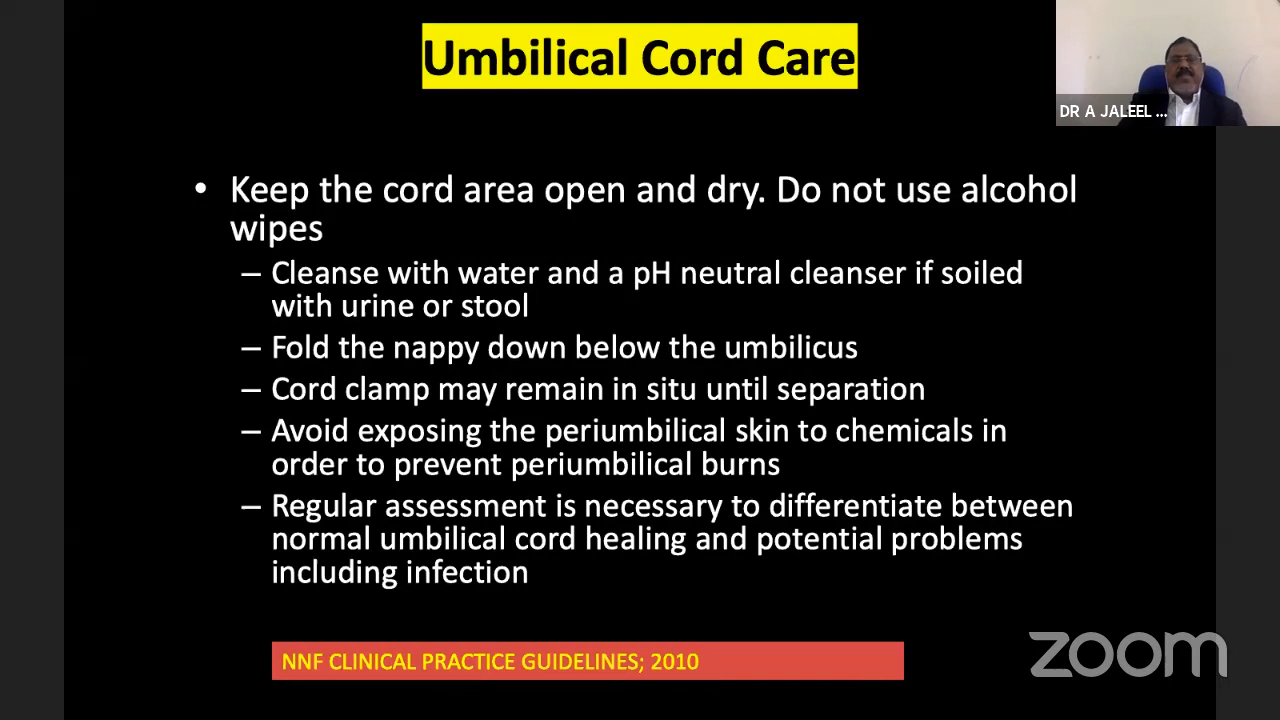 Umbilical Cord Care
DR A JALEEL ...
• Keep the cord area open and dry. Do not use alcohol
wipes
– Cleanse with water and a pH neutral cleanser if soiled
with urine or stool
– Fold the nappy down below the umbilicus
– Cord clamp may remain in situ until separation
– Avoid exposing the periumbilical skin to chemicals in
order to prevent periumbilical burns
– Regular assessment is necessary to differentiate between
normal umbilical cord healing and potential problems
including infection
NNF CLINICAL PRACTICE GUIDELINES; 2010
zoom